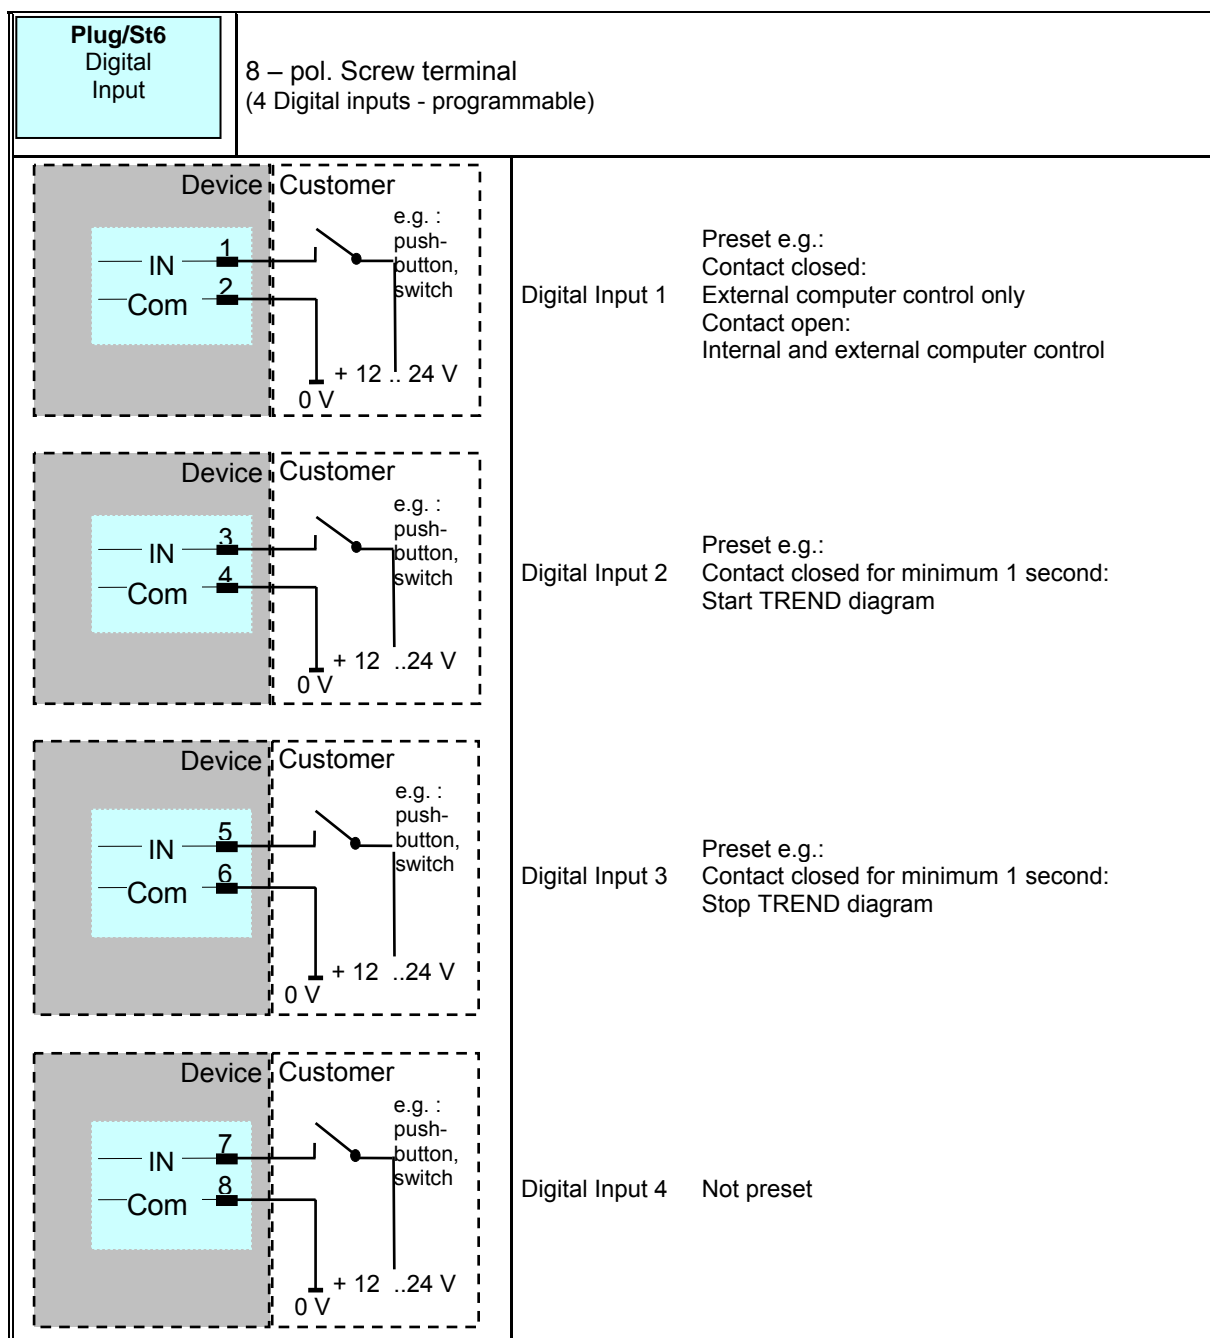 Plug/St6
Digital
Input
8 – pol. Screw terminal
(4 Digital inputs - programmable)
Device
Customer
e.g. :
push-
button,
switch
1
IN
2
Com
+ 12 .. 24 V
0 V
Digital Input 1
Preset e.g.:
Contact closed:
External computer control only
Contact open:
Internal and external computer control
Device
Customer
e.g. :
push-
button,
switch
3
IN
4
Com
+ 12 ..24 V
0 V
Digital Input 2
Preset e.g.:
Contact closed for minimum 1 second:
Start TREND diagram
Device
Customer
e.g. :
push-
button,
switch
5
IN
6
Com
+ 12 ..24 V
0 V
Digital Input 3
Preset e.g.:
Contact closed for minimum 1 second:
Stop TREND diagram
Device
Customer
e.g. :
push-
button,
switch
7
IN
8
Com
+ 12 ..24 V
0 V
Digital Input 4
Not preset